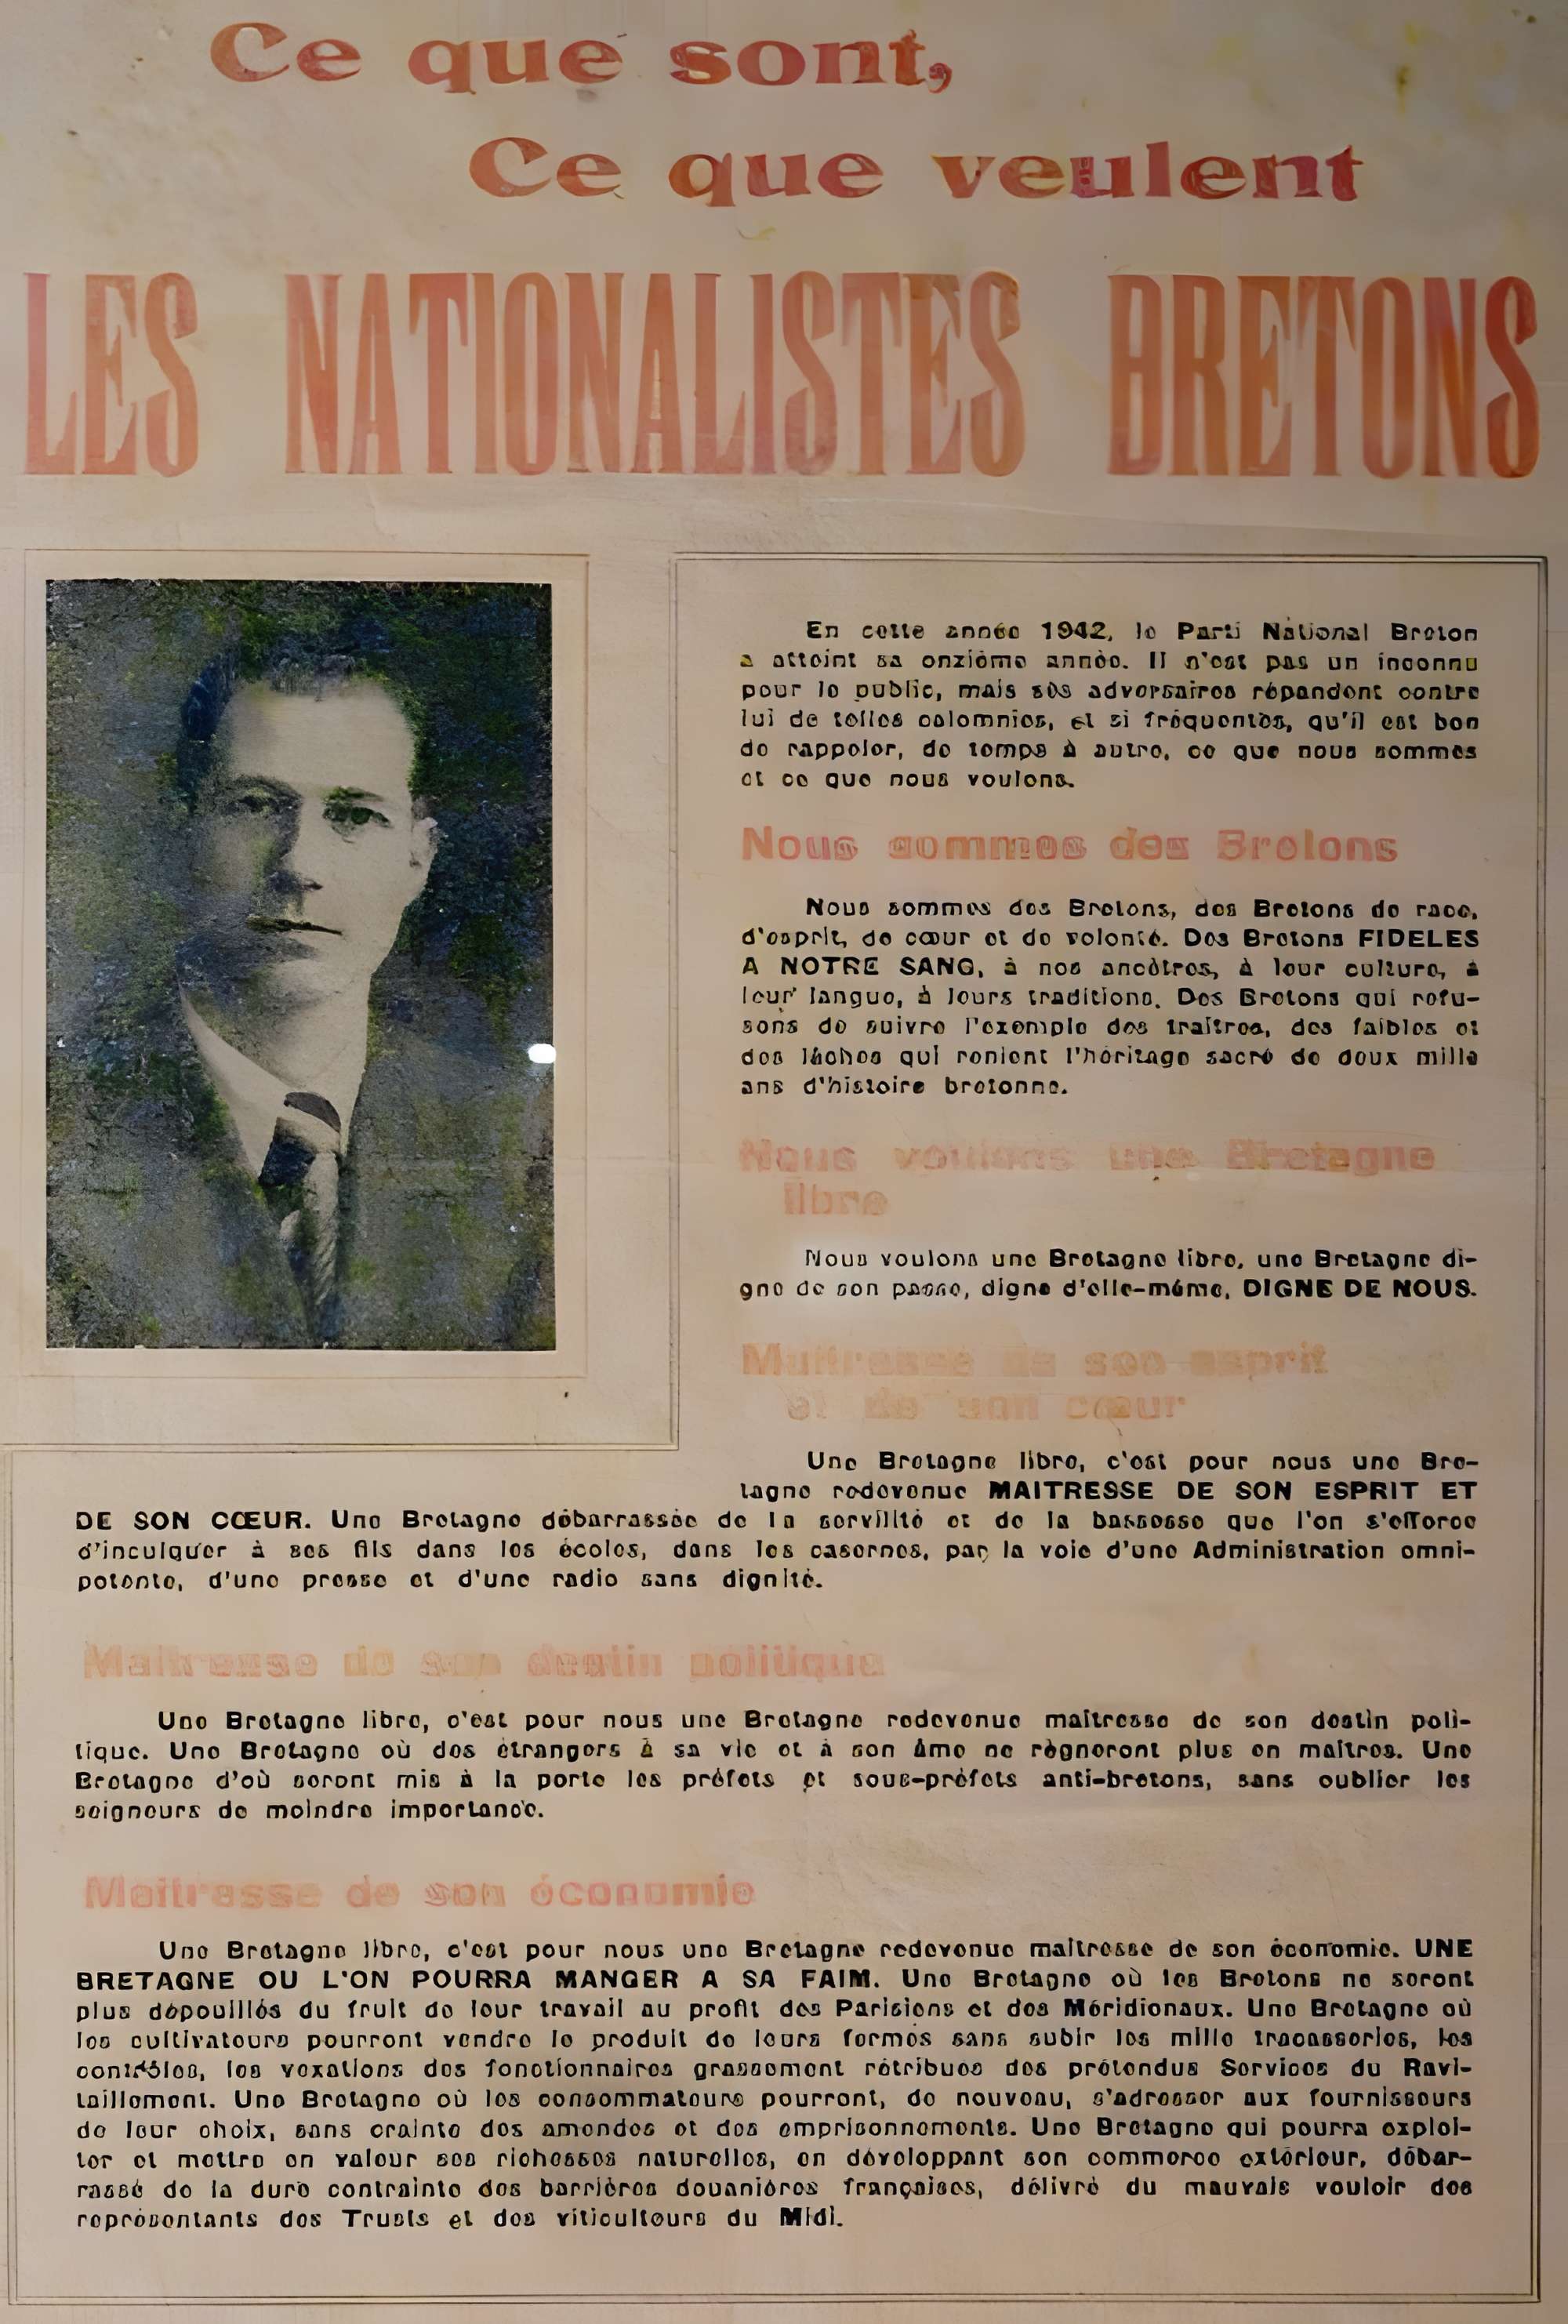 Ce que sont,
Ce que veulent
LES NATIONALISTES BRETONS
En cette année 1942, le Parti National Breton
a atteint sa onzième année. Il n'est pas un inconnu
pour le public, mais ses adversaires répandent contre
lui de telles calomnies, et si fréquentes, qu'il est bon
de rappeler, de temps à autre, ce que nous sommes
et ce que nous voulons.
Nous sommes des Bretons
Nous sommes des Bretons, des Bretons de race,
d'esprit, de cœur et de volonté. Des Bretons FIDELES
A NOTRE SANG, à nos ancêtres, à leur culture, à
leur langue, à leurs traditions. Des Bretons qui refu-
sons de suivre l'exemple des traîtres, des faibles et
des lâches qui renient l'héritage sacré de deux mille
ans d'histoire bretonne.
Nous voulons une Bretagne
libre
Nous voulons une Bretagne libre, une Bretagne di-
gne de son passé, digne d'elle-même, DIGNE DE NOUS.
Maîtresse de son esprit
et de son cœur
Une Bretagne libre, c'est pour nous une Bre-
tagne redevenue MAITRESSE DE SON ESPRIT ET
DE SON CŒUR. Une Bretagne débarrassée de la servilité et de la bassesse que l'on s'efforce
d'inculquer à ses fils dans les écoles, dans les casernes, par la voie d'une Administration omni-
potente, d'une presse et d'une radio sans dignité.
Maîtresse de son destin politique
Une Bretagne libre, c'est pour nous une Bretagne redevenue maîtresse de son destin poli-
tique. Une Bretagne où des étrangers à sa vie et à son âme ne règneront plus en maîtres. Une
Bretagne d'où seront mis à la porte les préfets et sous-préfets anti-bretons, sans oublier les
seigneurs de moindre importance.
Maîtresse de son économie
Une Bretagne libre, c'est pour nous une Bretagne redevenue maîtresse de son économie. UNE
BRETAGNE OU L'ON POURRA MANGER A SA FAIM. Une Bretagne où les Bretons ne seront
plus dépouillés du fruit de leur travail au profit des Parisiens et des Méridionaux. Une Bretagne où
les cultivateurs pourront vendre le produit de leurs fermes sans subir les mille tracasseries, les
contrôles, les vexations des fonctionnaires grassement rétribués des prétendus Services du Ravi-
taillement. Une Bretagne où les consommateurs pourront, de nouveau, s'adresser aux fournisseurs
de leur choix, sans crainte des amendes et des emprisonnements. Une Bretagne qui pourra exploi-
ter et mettre en valeur ses richesses naturelles, en développant son commerce extérieur, débar-
rassé de la dure contrainte des barrières douanières françaises, délivré du mauvais vouloir des
représentants des Trusts et des viticulteurs du Midi.